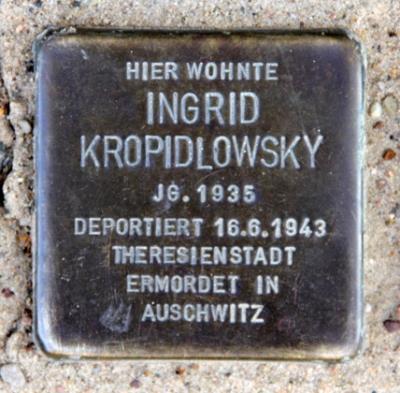 HIER WOHNTE
INGRID
KROPIDLOWSKY
JG. 1935
DEPORTIERT 16.6.1943
THERESIENSTADT
ERMORDET IN
AUSCHWITZ